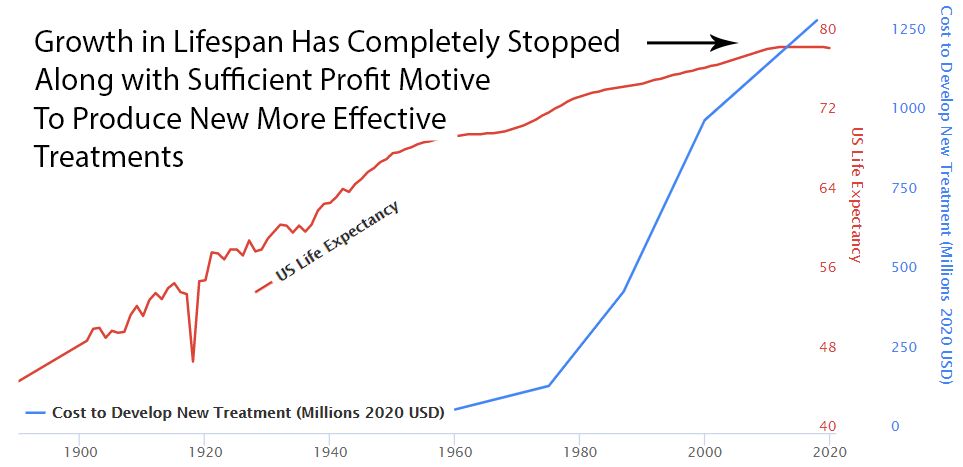 Growth in Lifespan Has Completely Stopped
Along with Sufficient Profit Motive
To Produce New More Effective
Treatments
US Life Expectancy
Cost to Develop New Treatment (Millions 2020 USD)
1900
1920
1940
1960
1980
2000
2020
80
72
64
56
48
40
US Life Expectancy
1250
1000
750
500
250
0
Cost to Develop New Treatment (Millions 2020 USD)